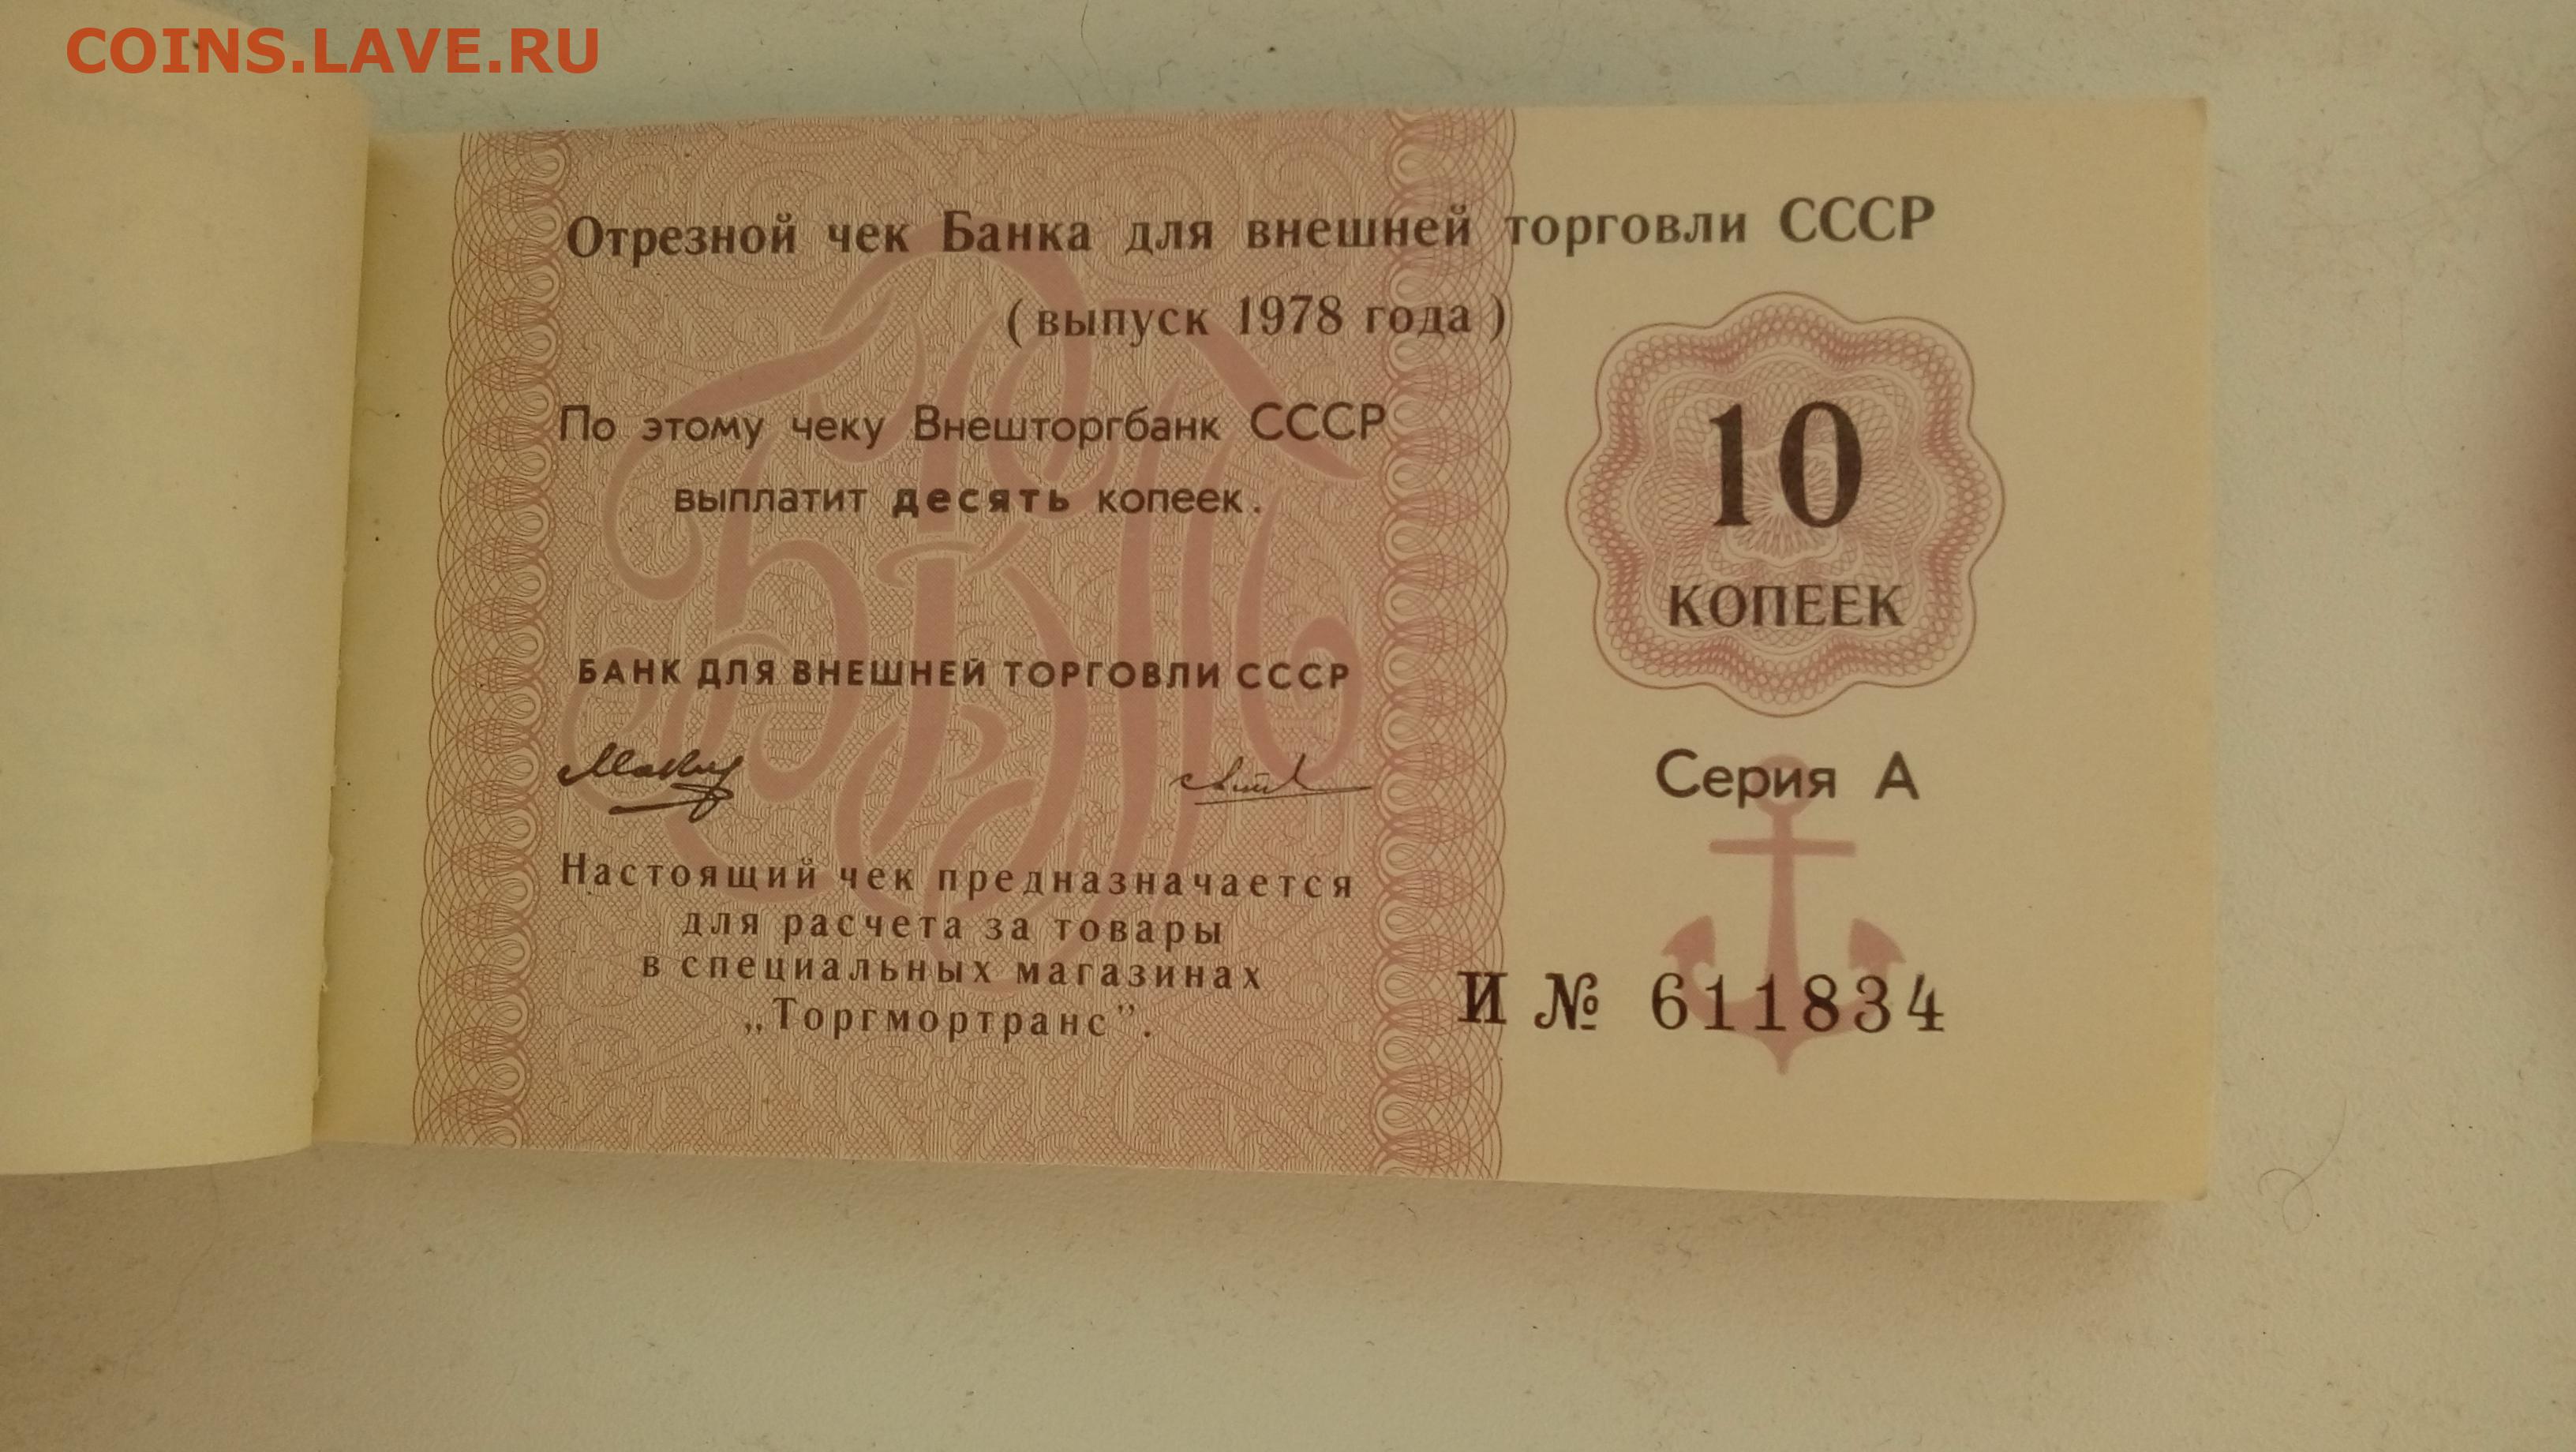 COINS.LAVE.RU
Отрезной чек Банка для внешней торговли СССР
( выпуск 1978 года )
По этому чеку Внешторгбанк СССР
выплатит десять копеек.
БАНК ДЛЯ ВНЕШНЕЙ ТОРГОВЛИ СССР
Настоящий чек предназначается
для расчета за товары
в специальных магазинах
„Торгмортранс”.
10
КОПЕЕК
Серия А
И № 611834